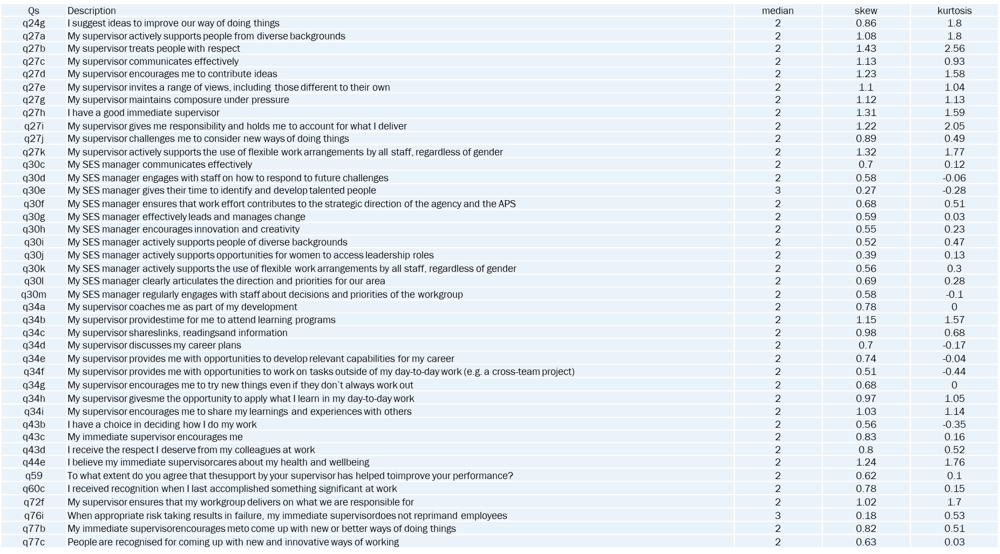 Qs Description median skew kurtosis
q24g I suggest ideas to improve our way of doing things 2 0.86 1.8
q27a My supervisor actively supports people from diverse backgrounds 2 1.08 1.8
q27b My supervisor treats people with respect 2 1.43 2.56
q27c My supervisor communicates effectively 2 1.13 0.93
q27d My supervisor encourages me to contribute ideas 2 1.23 1.58
q27e My supervisor invites a range of views, including those different to their own 2 1.1 1.04
q27g My supervisor maintains composure under pressure 2 1.12 1.13
q27h I have a good immediate supervisor 2 1.31 1.59
q27i My supervisor gives me responsibility and holds me to account for what I deliver 2 1.22 2.05
q27j My supervisor challenges me to consider new ways of doing things 2 0.89 0.49
q27k My supervisor actively supports the use of flexible work arrangements by all staff, regardless of gender 2 1.32 1.77
q30c My SES manager communicates effectively 2 0.7 0.12
q30d My SES manager engages with staff on how to respond to future challenges 2 0.58 -0.06
q30e My SES manager gives their time to identify and develop talented people 3 0.27 -0.28
q30f My SES manager ensures that work effort contributes to the strategic direction of the agency and the APS 2 0.68 0.51
q30g My SES manager effectively leads and manages change 2 0.59 0.03
q30h My SES manager encourages innovation and creativity 2 0.55 0.23
q30i My SES manager actively supports people of diverse backgrounds 2 0.52 0.47
q30j My SES manager actively supports opportunities for women to access leadership roles 2 0.39 0.13
q30k My SES manager actively supports the use of flexible work arrangements by all staff, regardless of gender 2 0.56 0.3
q30l My SES manager clearly articulates the direction and priorities for our area 2 0.69 0.28
q30m My SES manager regularly engages with staff about decisions and priorities of the workgroup 2 0.58 -0.1
q34a My supervisor coaches me as part of my development 2 0.78 0
q34b My supervisor providestime for me to attend learning programs 2 1.15 1.57
q34c My supervisor shareslinks, readingsand information 2 0.98 0.68
q34d My supervisor discusses my career plans 2 0.7 -0.17
q34e My supervisor provides me with opportunities to develop relevant capabilities for my career 2 0.74 -0.04
q34f My supervisor provides me with opportunities to work on tasks outside of my day-to-day work (e.g. a cross-team project) 2 0.51 -0.44
q34g My supervisor encourages me to try new things even if they don't always work out 2 0.68 0
q34h My supervisor givesme the opportunity to apply what I learn in my day-to-day work 2 0.97 1.05
q34i My supervisor encourages me to share my learnings and experiences with others 2 1.03 1.14
q43b I have a choice in deciding how I do my work 2 0.56 -0.35
q43c My immediate supervisor encourages me 2 0.83 0.16
q43d I receive the respect I deserve from my colleagues at work 2 0.8 0.52
q44e I believe my immediate supervisorcares about my health and wellbeing 2 1.24 1.76
q59 To what extent do you agree that thesupport by your supervisor has helped toimprove your performance? 2 0.62 0.1
q60c I received recognition when I last accomplished something significant at work 2 0.78 0.15
q72f My supervisor ensures that my workgroup delivers on what we are responsible for 2 1.02 1.7
q76i When appropriate risk taking results in failure, my immediate supervisordoes not reprimand employees 3 0.18 0.53
q77b My immediate supervisorencourages meto come up with new or better ways of doing things 2 0.82 0.51
q77c People are recognised for coming up with new and innovative ways of working 2 0.63 0.03